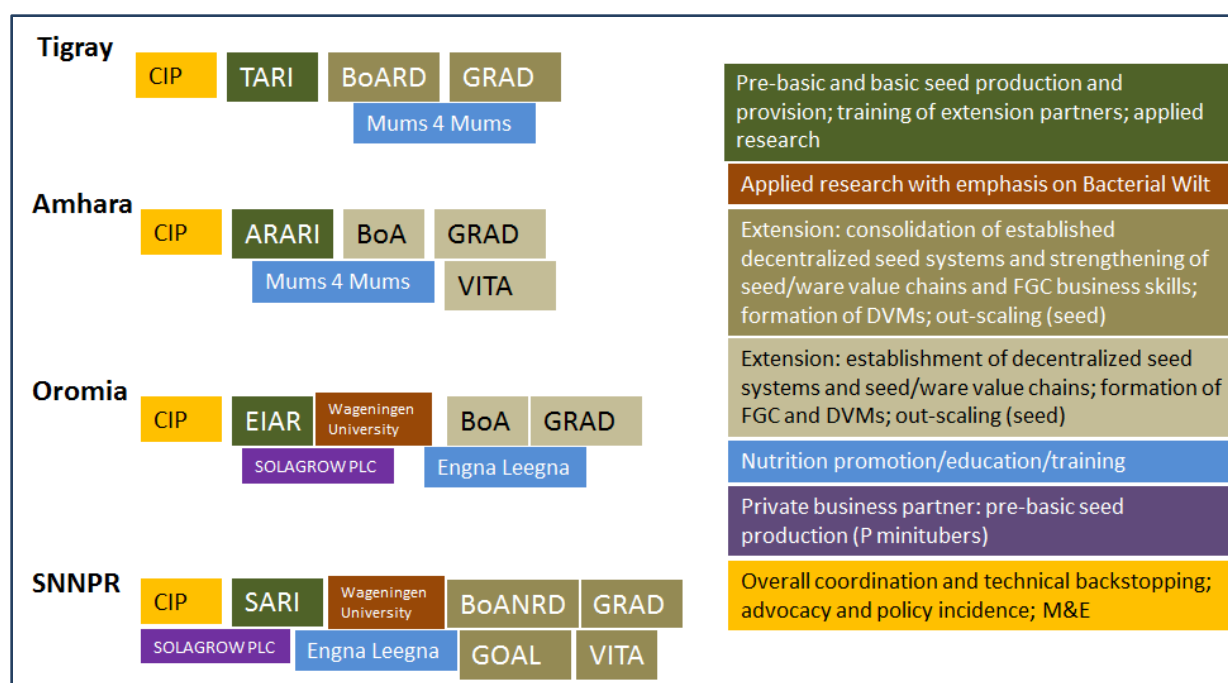 Tigray
CIP
TARI
BoARD
GRAD
Mums 4 Mums
Amhara
CIP
ARARI
BoA
GRAD
Mums 4 Mums
VITA
Oromia
CIP
EIAR
Wageningen
University
BoA
GRAD
SOLAGROW PLC
Engna Leegna
SNNPR
CIP
SARI
Wageningen
University
BoANRD
GRAD
SOLAGROW PLC
Engna Leegna
GOAL
VITA
Pre-basic and basic seed production and
provision; training of extension partners; applied
research
Applied research with emphasis on Bacterial Wilt
Extension: consolidation of established
decentralized seed systems and strengthening of
seed/ware value chains and FGC business skills;
formation of DVMs; out-scaling (seed)
Extension: establishment of decentralized seed
systems and seed/ware value chains; formation of
FGC and DVMs; out-scaling (seed)
Nutrition promotion/education/training
Private business partner: pre-basic seed
production (P minitubers)
Overall coordination and technical backstopping;
advocacy and policy incidence; M&E